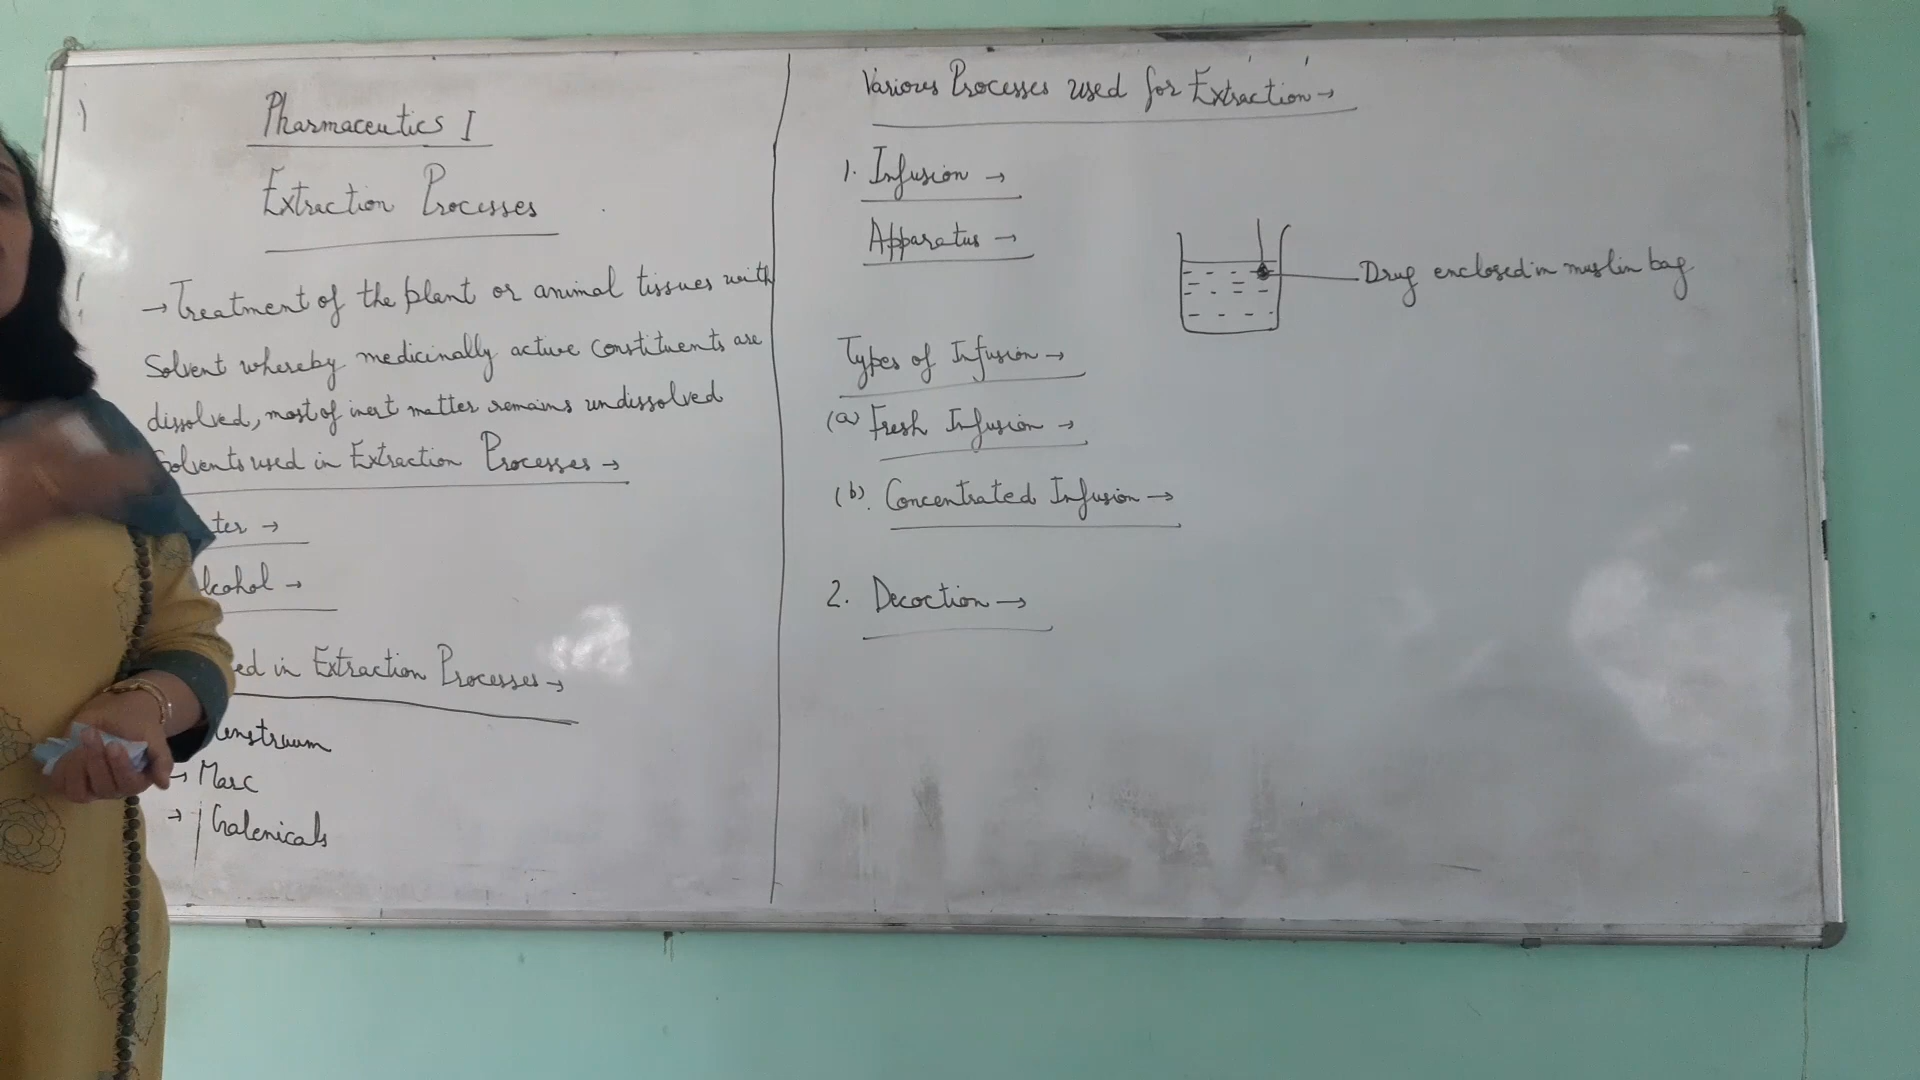 Pharmaceutics I
Extraction Processes
→ Treatment of the plant or animal tissues with
Solvent whereby medicinally active constituents are
dissolved, most of inert matter remains undissolved
Solvents used in Extraction Processes →
ter →
lcohol →
ed in Extraction Processes →
enstruum
→ Marc
→ Galenicals
Various Processes used for Extraction →
1. Infusion →
Apparatus →
Drug enclosed in muslin bag
Types of Infusion →
(a) Fresh Infusion →
(b). Concentrated Infusion →
2. Decoction →